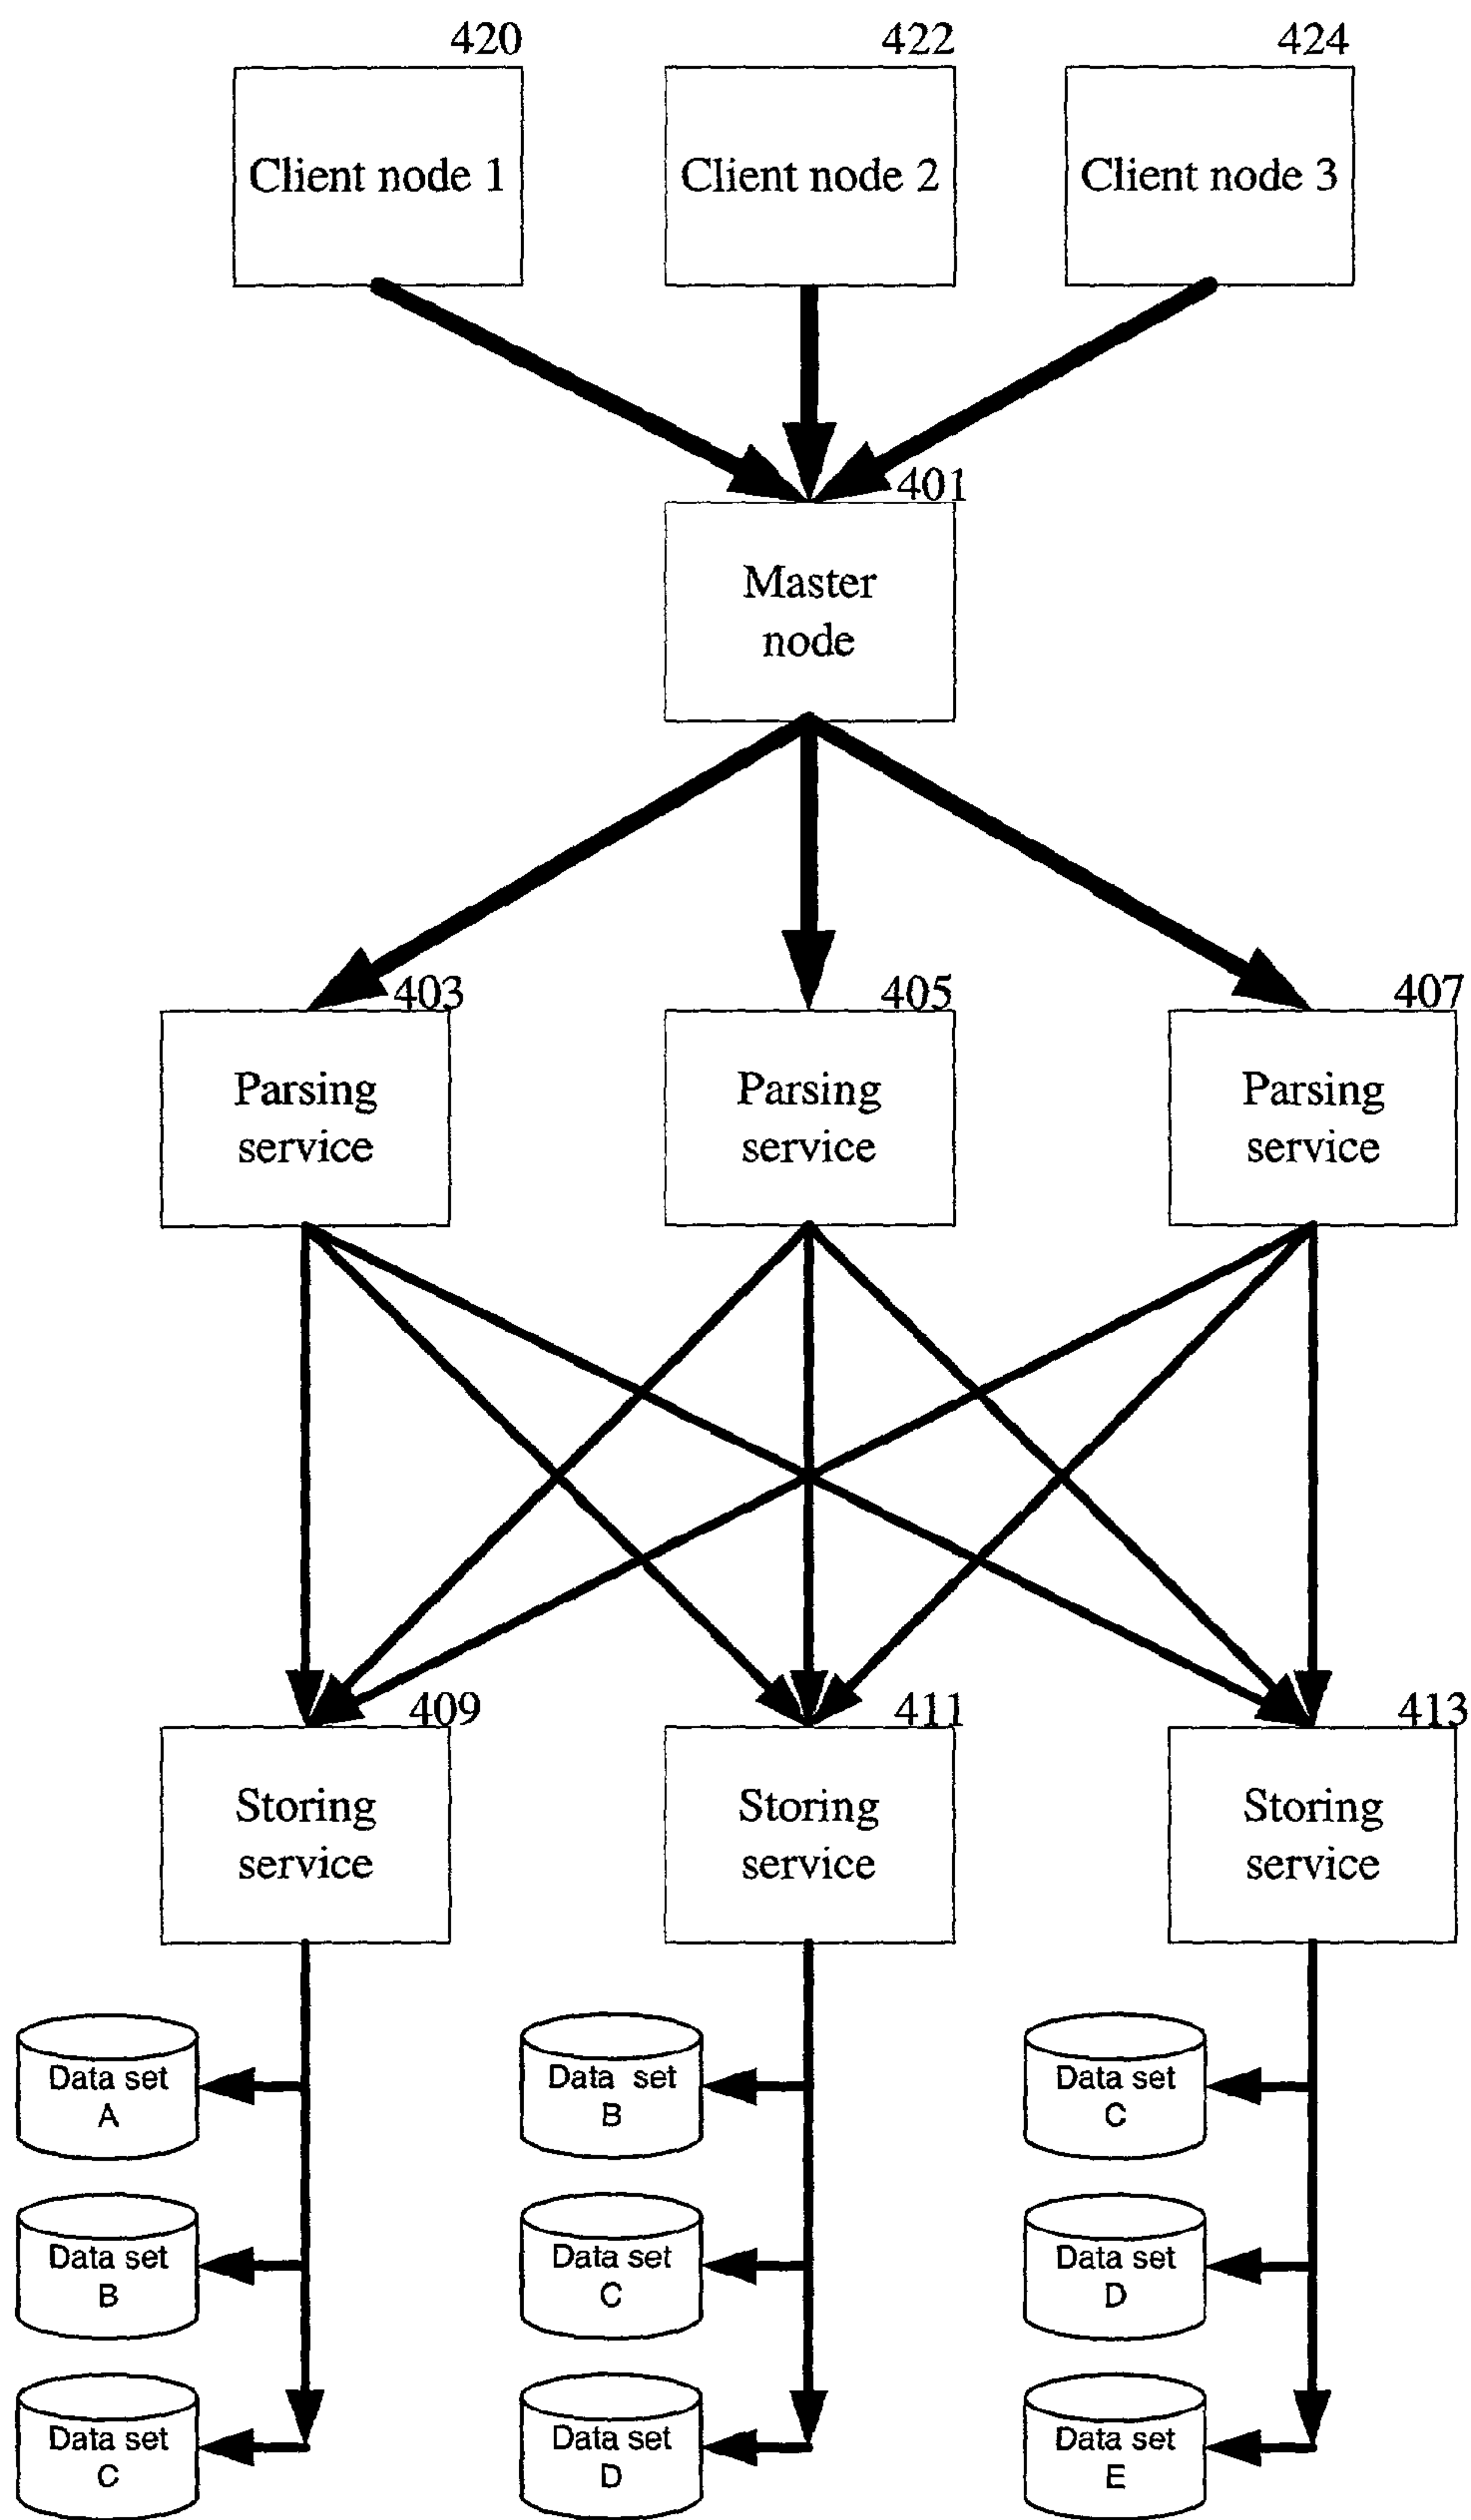 420
422
424
Client node 1
Client node 2
Client node 3
401
Master
node
403
405
407
Parsing
service
Parsing
service
Parsing
service
409
411
413
Storing
service
Storing
service
Storing
service
Data set
A
Data set
B
Data set
C
Data set
B
Data set
C
Data set
D
Data set
C
Data set
D
Data set
E